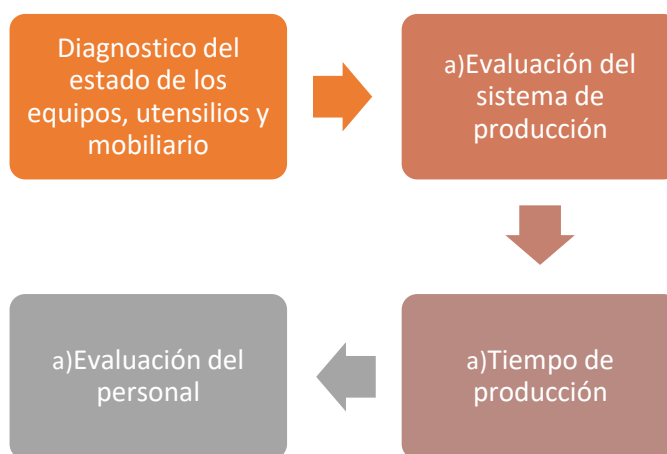 Diagnostico del
estado de los
equipos, utensilios y
mobiliario
a)Evaluación del
sistema de
producción
a)Tiempo de
producción
a)Evaluación del
personal